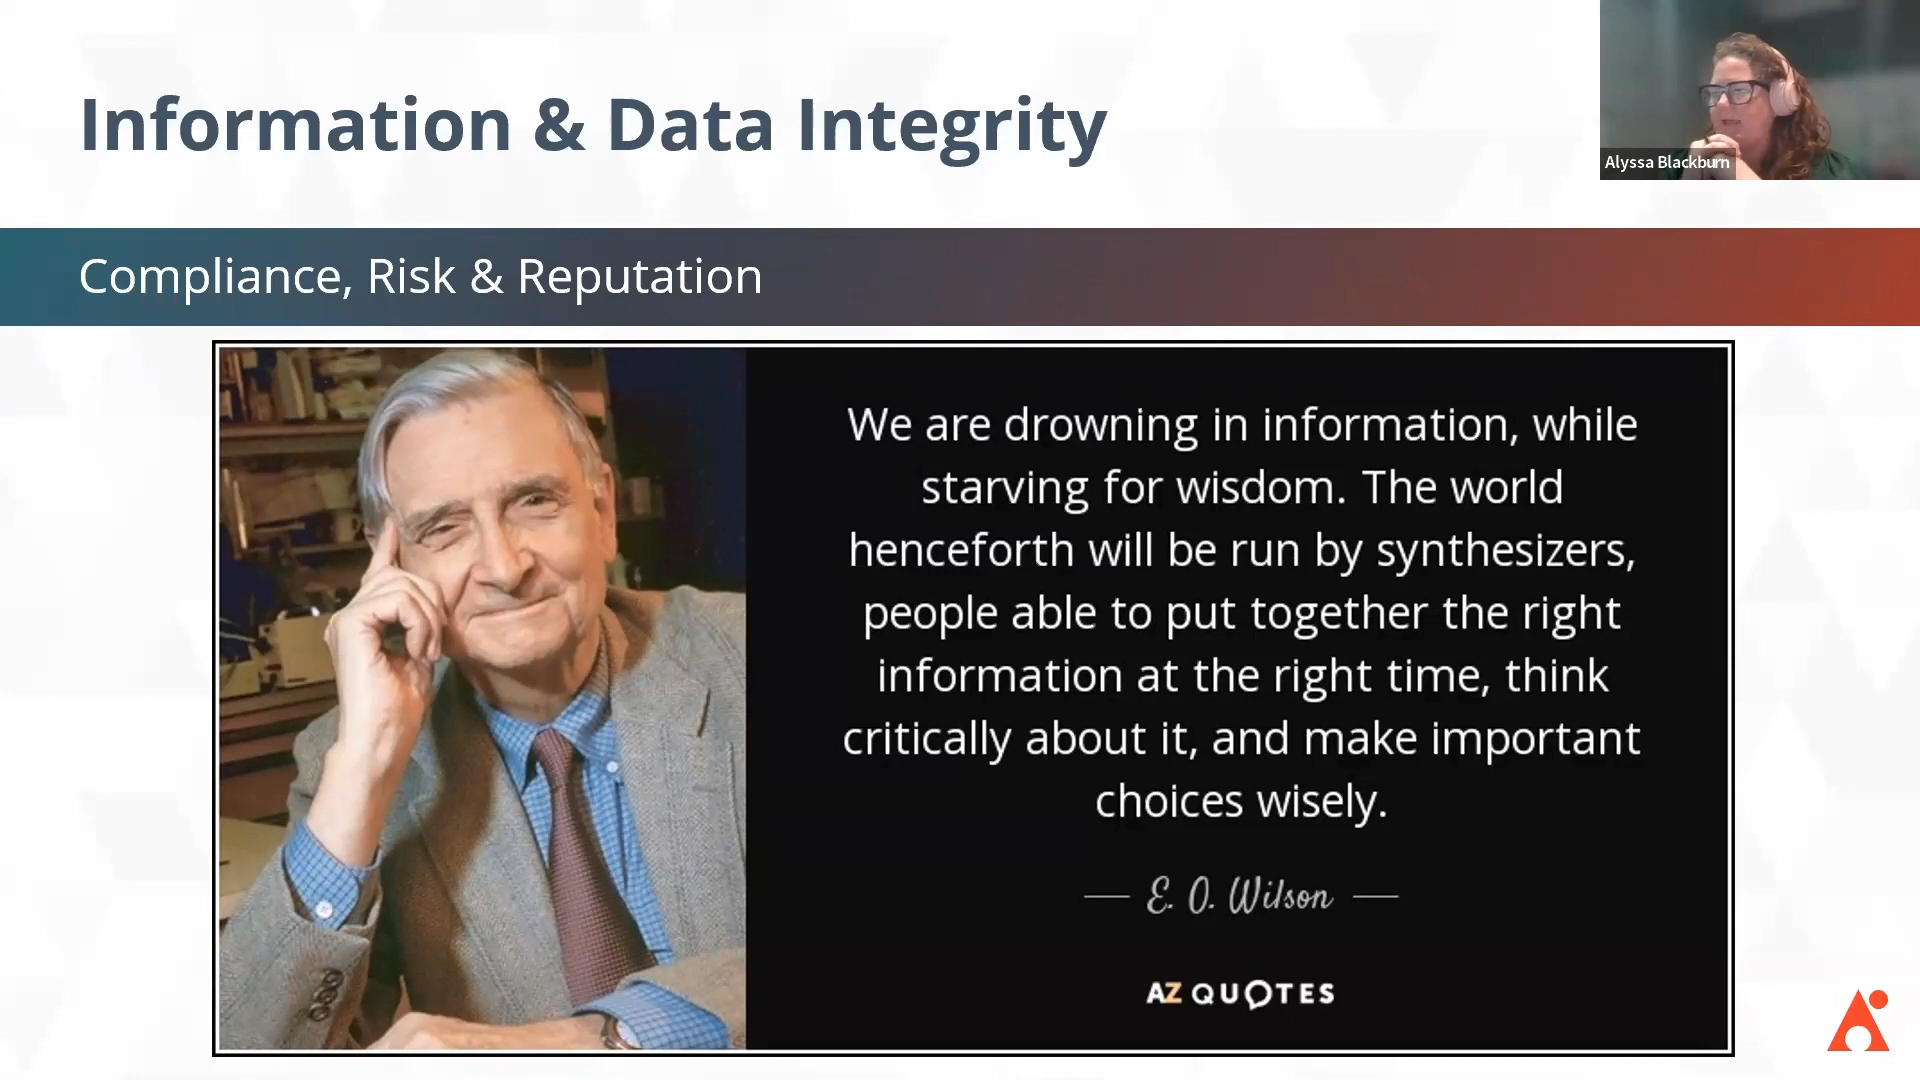 Information & Data Integrity
Alyssa Blackburn
Compliance, Risk & Reputation
We are drowning in information, while
starving for wisdom. The world
henceforth will be run by synthesizers,
people able to put together the right
information at the right time, think
critically about it, and make important
choices wisely.
— E. O. Wilson —
AZ QUOTES